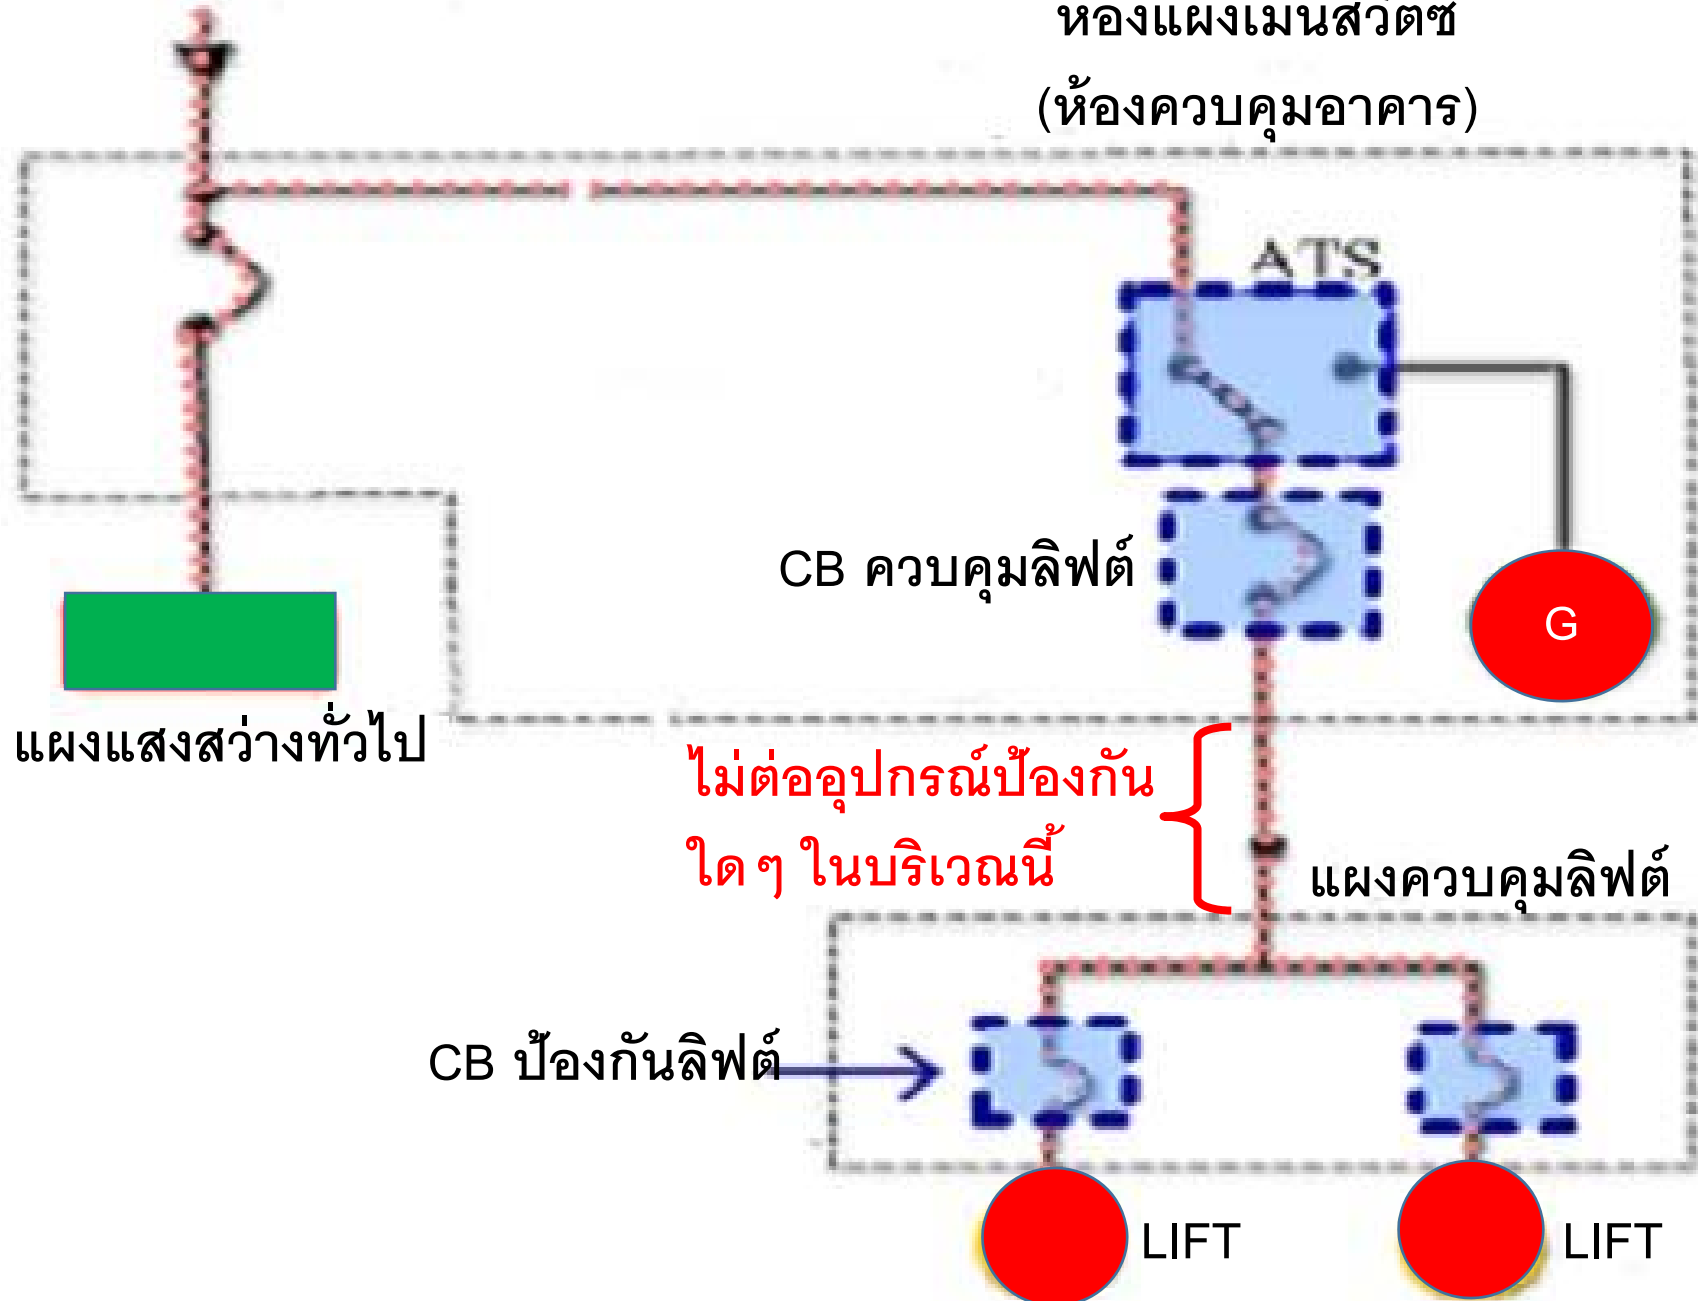 ห้องแผงเมนสวิตช์
(ห้องควบคุมอาคาร)
ATS
CB ควบคุมลิฟต์
G
แผงแสงสว่างทั่วไป
ไม่ต่ออุปกรณ์ป้องกัน
ใดๆ ในบริเวณนี้
แผงควบคุมลิฟต์
CB ป้องกันลิฟต์
LIFT
LIFT